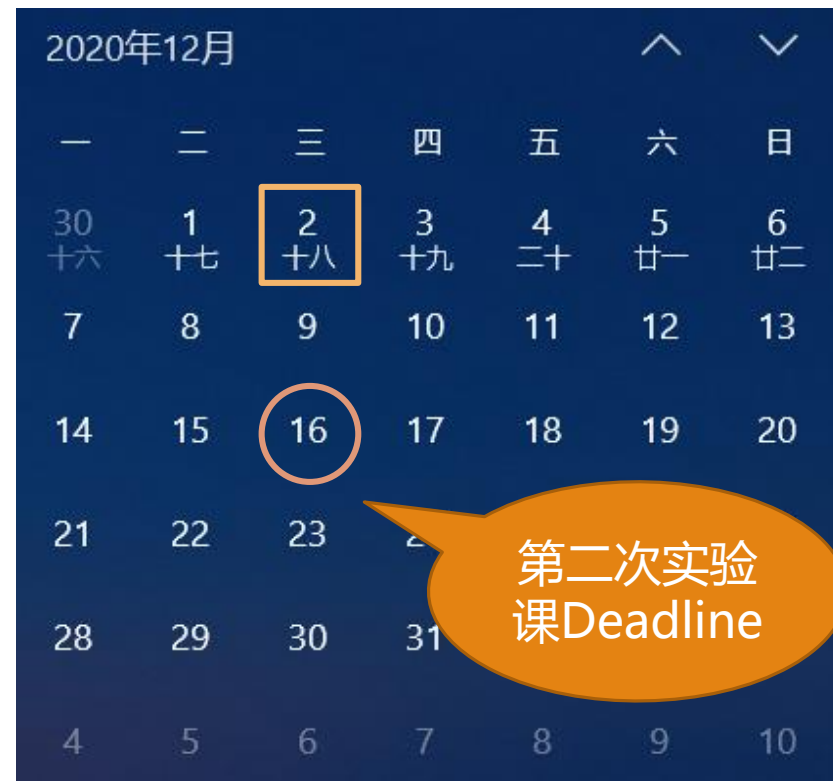 2020年12月
一 二 三 四 五 六 日
30 1 2 3 4 5 6
十六 十七 十八 十九 二十 廿一 廿二
7 8 9 10 11 12 13
14 15 16 17 18 19 20
21 22 23
第二次实验
课Deadline
28 29 30 31
4 5 6 7 8 9 10